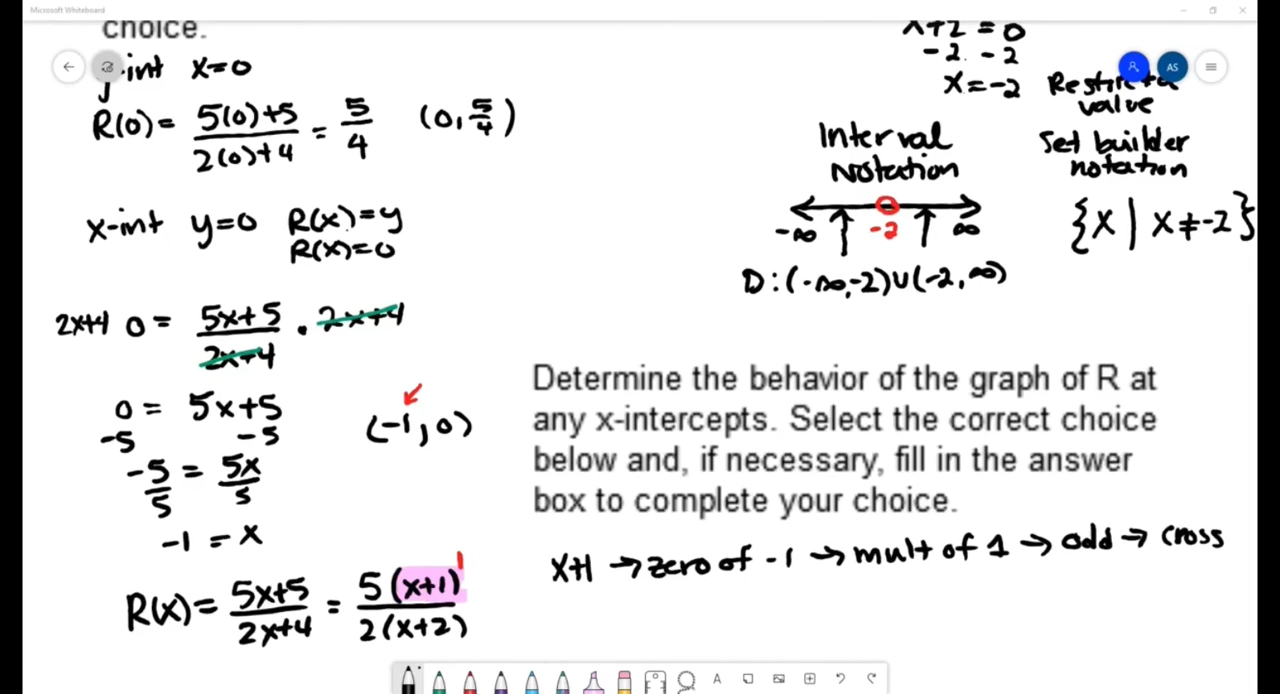 Microsoft Whiteboard
choice.
y-int x=0
R(0) = 5(0)+5 / 2(0)+4 = 5/4 (0, 5/4)
x-int y=0 R(x)=y
R(x)=0
2x+4 0 = 5x+5 / 2x+4 · 2x+4
0 = 5x+5
-5 -5
-5/5 = 5x/5
-1 = x
(-1, 0)
R(x) = 5x+5 / 2x+4 = 5(x+1)^1 / 2(x+2)
x+2 = 0
-2 -2
x = -2
AS
Restricted
value
Interval
Notation
-∞ -2 ∞
D: (-∞,-2)∪(-2,∞)
Set builder
notation
{x | x ≠ -2}
Determine the behavior of the graph of R at
any x-intercepts. Select the correct choice
below and, if necessary, fill in the answer
box to complete your choice.
x+1 → zero of -1 → mult of 1 → odd → cross
A